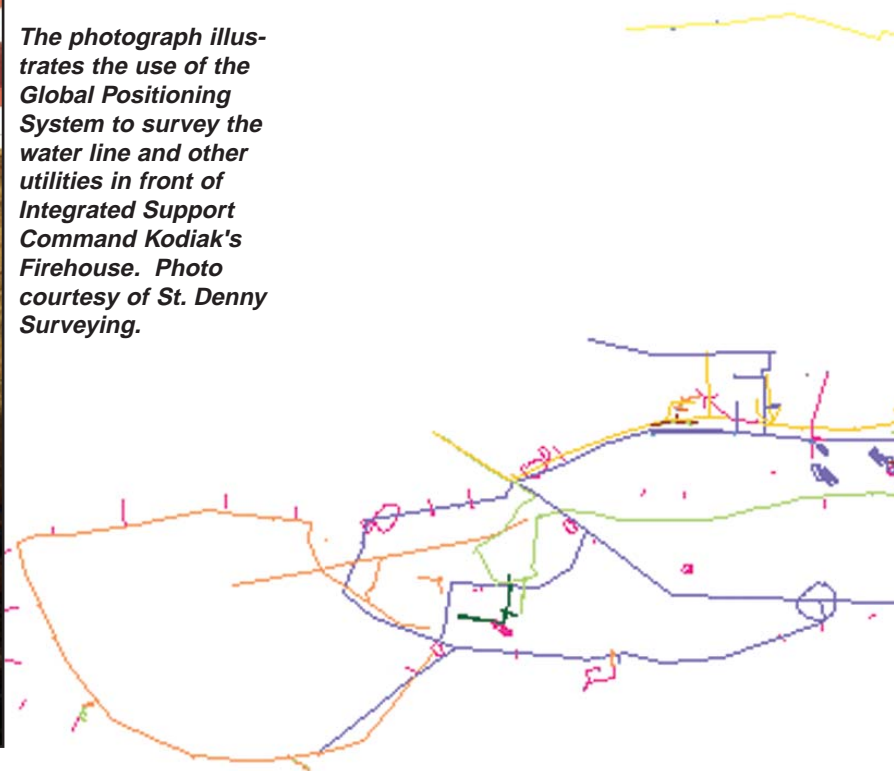 The photograph illus-
trates the use of the
Global Positioning
System to survey the
water line and other
utilities in front of
Integrated Support
Command Kodiak's
Firehouse.  Photo
courtesy of St. Denny
Surveying.